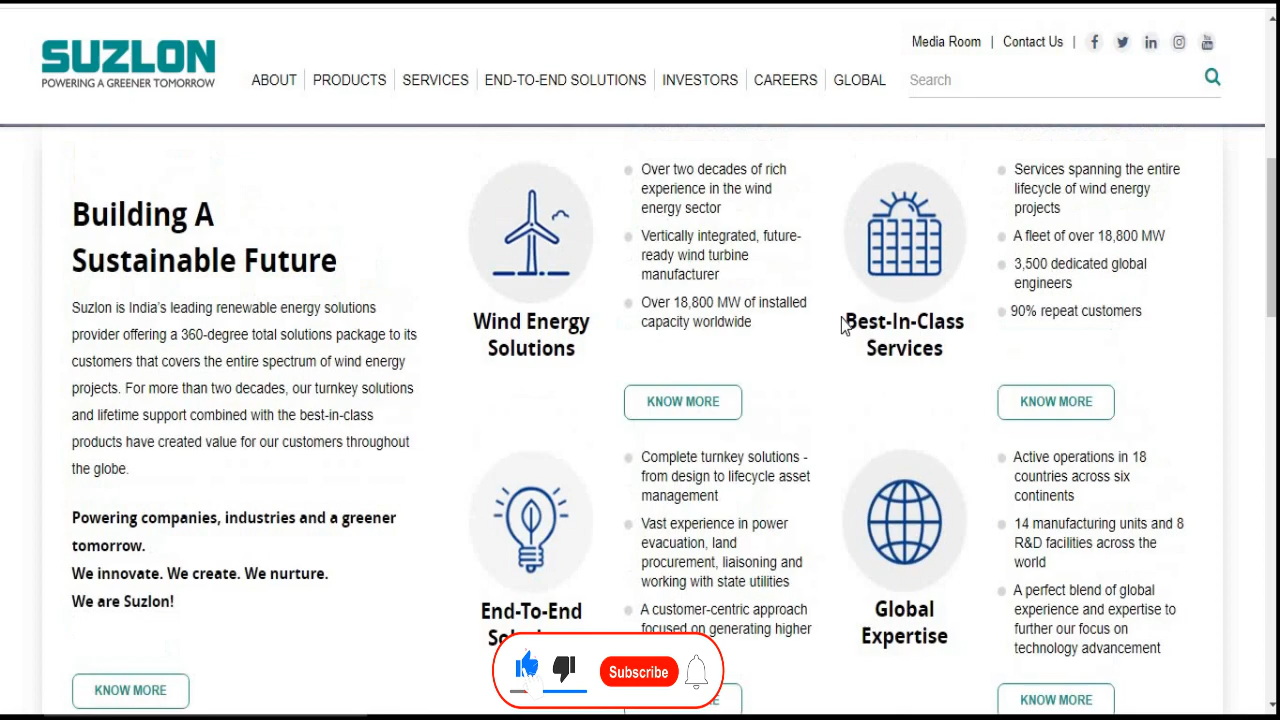 Media Room | Contact Us |
SUZLON
POWERING A GREENER TOMORROW
ABOUT
PRODUCTS
SERVICES
END-TO-END SOLUTIONS
INVESTORS
CAREERS
GLOBAL
Search
Building A
Sustainable Future
Suzlon is India's leading renewable energy solutions
provider offering a 360-degree total solutions package to its
customers that covers the entire spectrum of wind energy
projects. For more than two decades, our turnkey solutions
and lifetime support combined with the best-in-class
products have created value for our customers throughout
the globe.
Powering companies, industries and a greener
tomorrow.
We innovate. We create. We nurture.
We are Suzlon!
KNOW MORE
Wind Energy
Solutions
Over two decades of rich
experience in the wind
energy sector
Vertically integrated, future-
ready wind turbine
manufacturer
Over 18,800 MW of installed
capacity worldwide
KNOW MORE
Best-In-Class
Services
Services spanning the entire
lifecycle of wind energy
projects
A fleet of over 18,800 MW
3,500 dedicated global
engineers
90% repeat customers
KNOW MORE
End-To-End
Complete turnkey solutions -
from design to lifecycle asset
management
Vast experience in power
evacuation, land
procurement, liaisoning and
working with state utilities
A customer-centric approach
focused on generating higher
Global
Expertise
Active operations in 18
countries across six
continents
14 manufacturing units and 8
R&D facilities across the
world
A perfect blend of global
experience and expertise to
further our focus on
technology advancement
KNOW MORE
Subscribe